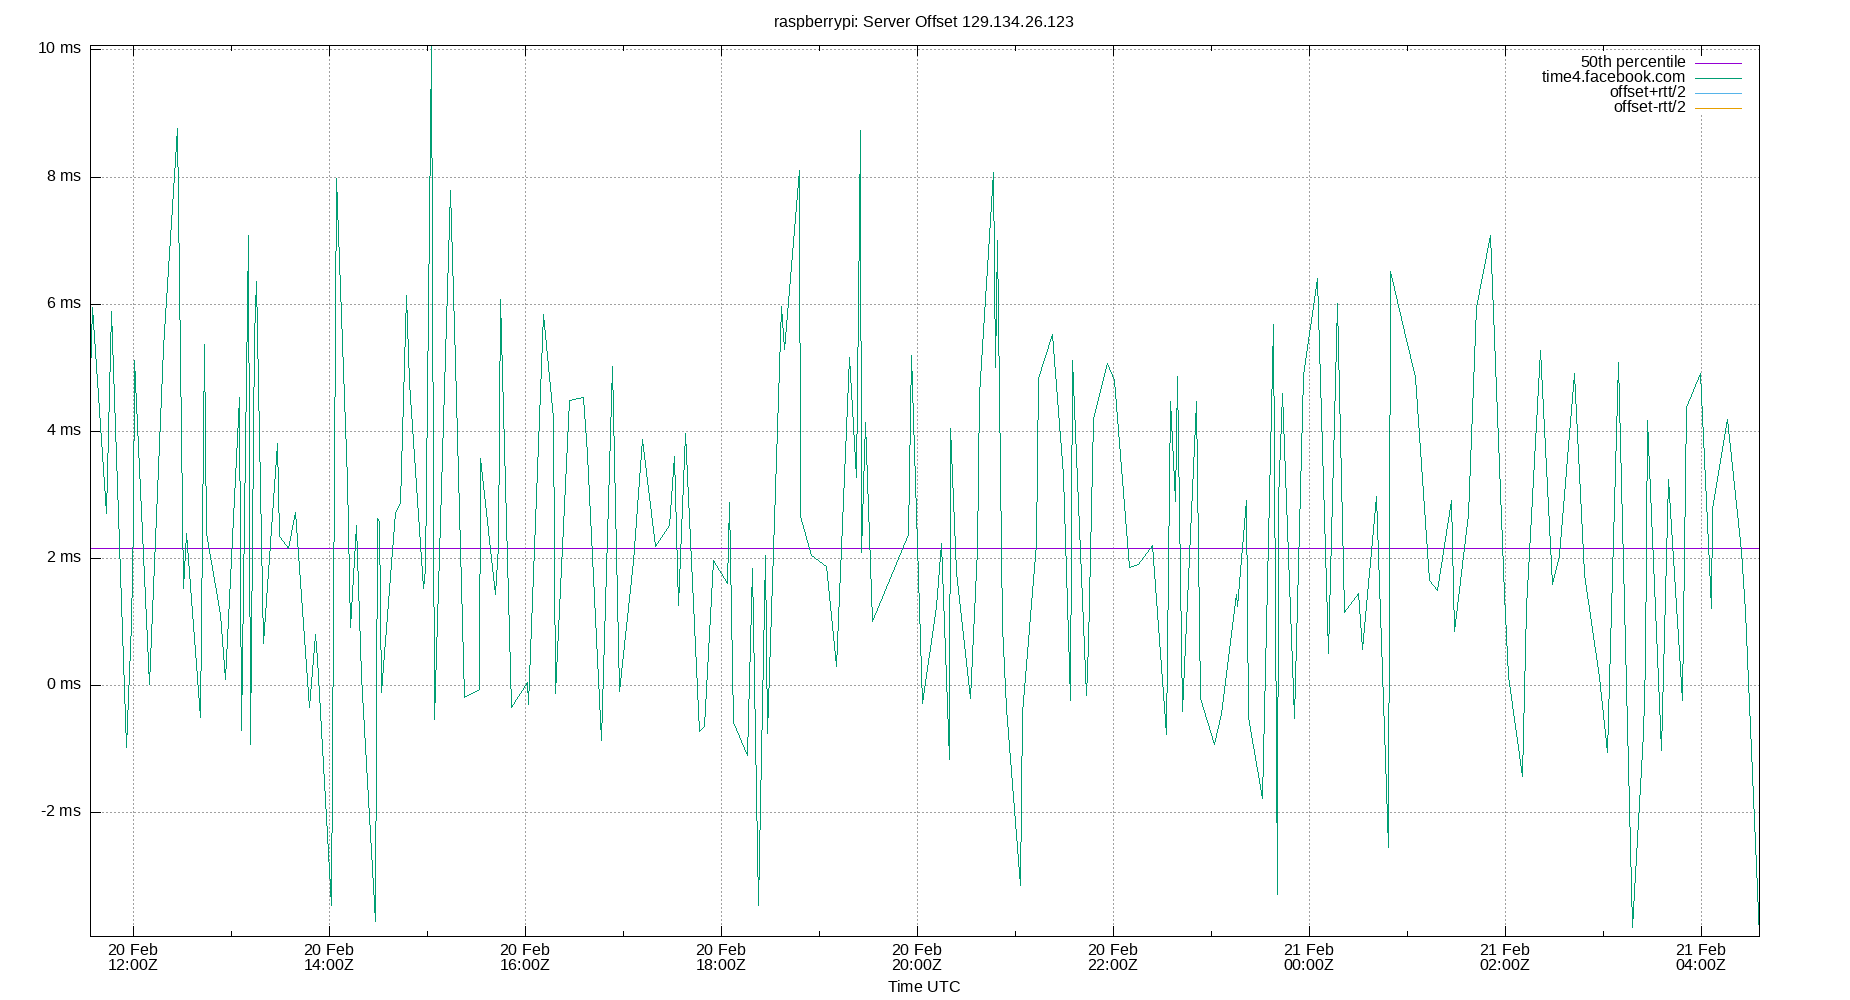 raspberrypi: Server Offset 129.134.26.123
10 ms
8 ms
6 ms
4 ms
2 ms
0 ms
-2 ms
50th percentile
time4.facebook.com
offset+rtt/2
offset-rtt/2
20 Feb 20 Feb 20 Feb 20 Feb 20 Feb 20 Feb 21 Feb 21 Feb 21 Feb
12:00Z 14:00Z 16:00Z 18:00Z 20:00Z 22:00Z 00:00Z 02:00Z 04:00Z
Time UTC